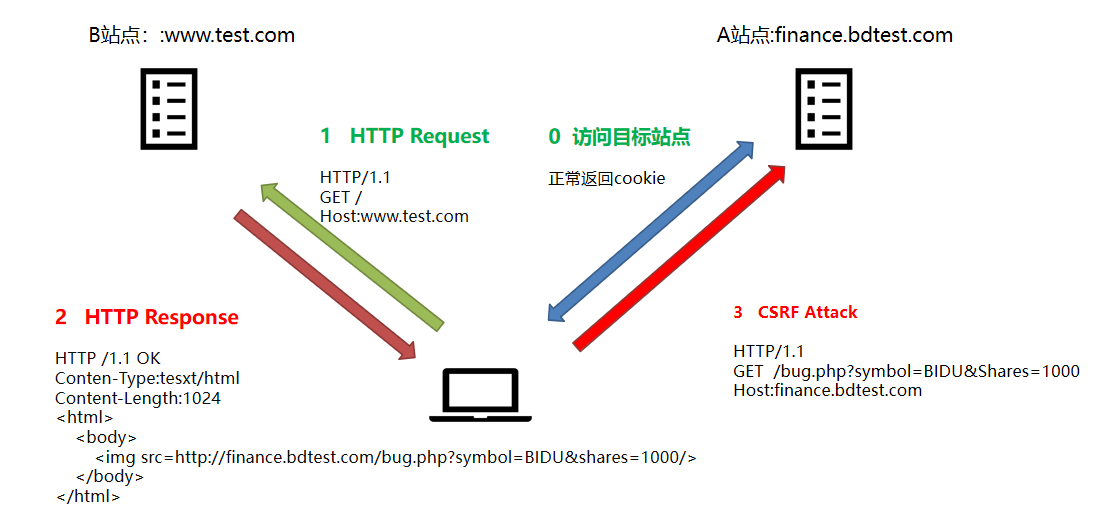 B站点：:www.test.com
A站点:finance.bdtest.com
1 HTTP Request
HTTP/1.1
GET /
Host:www.test.com
0 访问目标站点
正常返回cookie
2 HTTP Response
HTTP /1.1 OK
Conten-Type:tesxt/html
Content-Length:1024
<html>
<body>
<img src=http://finance.bdtest.com/bug.php?symbol=BIDU&shares=1000/>
</body>
</html>
3 CSRF Attack
HTTP/1.1
GET /bug.php?symbol=BIDU&Shares=1000
Host:finance.bdtest.com